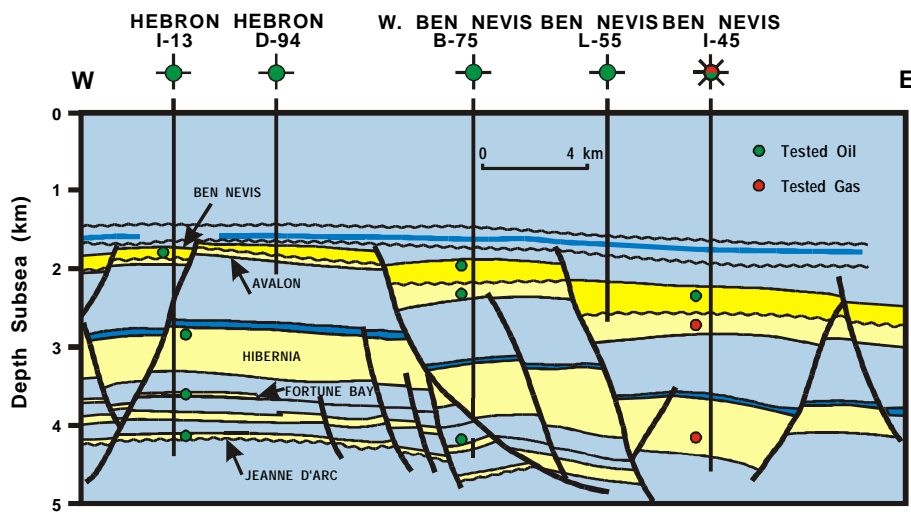 HEBRON HEBRON W. BEN NEVIS BEN NEVIS BEN NEVIS
I-13 D-94 B-75 L-55 I-45
W E
0
0 4 km
Tested Oil
Tested Gas
1
BEN NEVIS
2
AVALON
3
HIBERNIA
FORTUNE BAY
4
JEANNE D'ARC
5
Depth Subsea (km)